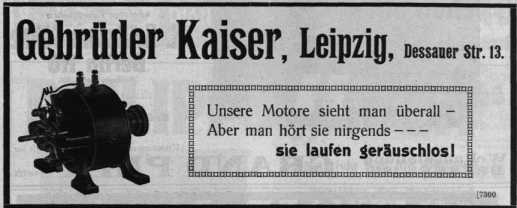 Gebrüder Kaiser, Leipzig, Dessauer Str. 13.
Unsere Motore sieht man überall –
Aber man hört sie nirgends – – –
sie laufen geräuschlos!
[7300